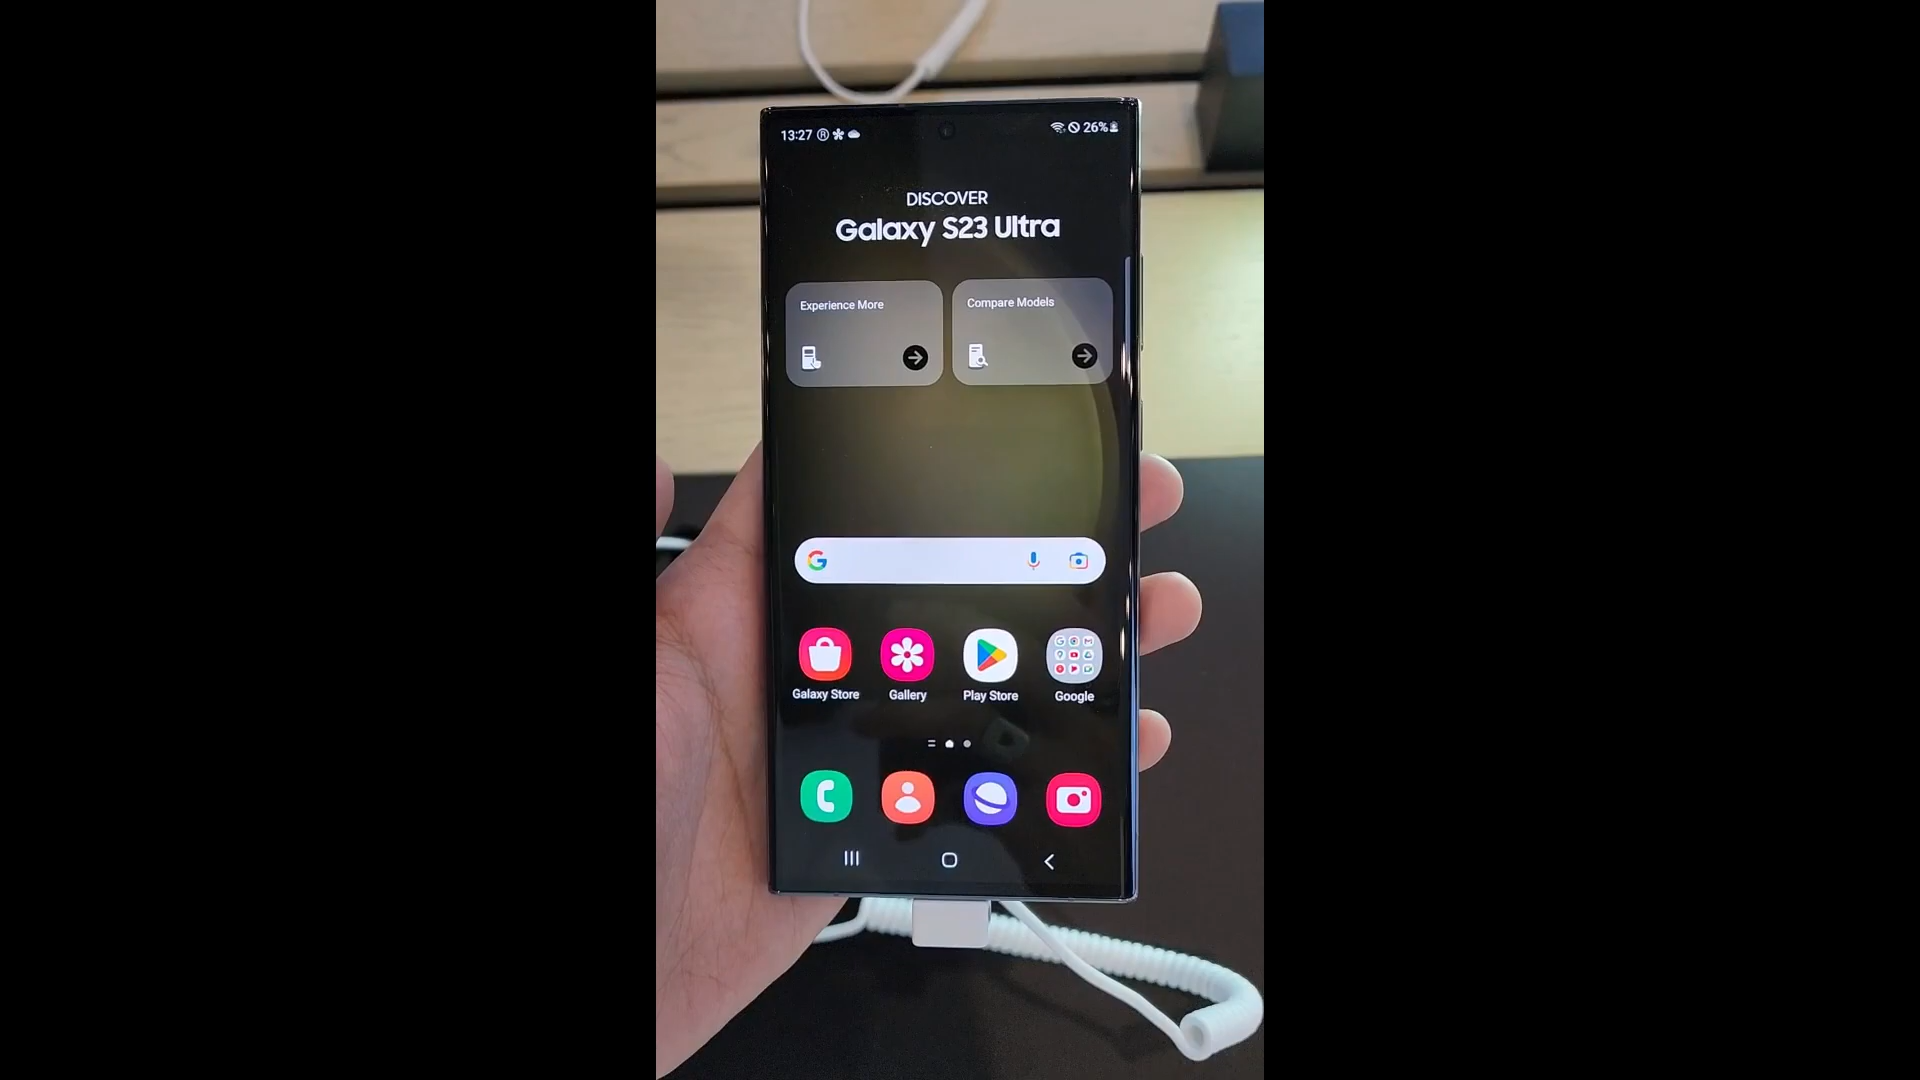 13:27 ® 26%
DISCOVER
Galaxy S23 Ultra
Experience More
Compare Models
Galaxy Store
Gallery
Play Store
Google